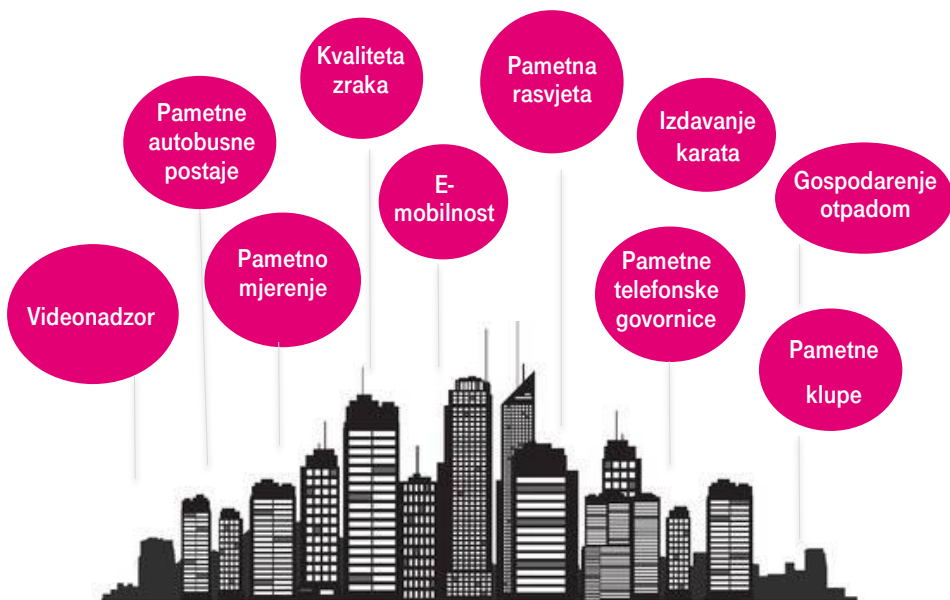 Kvaliteta
zraka
Pametna
rasvjeta
Pametne
autobusne
postaje
Izdavanje
karata
E-
mobilnost
Gospodarenje
otpadom
Pametno
mjerenje
Pametne
telefonske
govornice
Videonadzor
Pametne
klupe